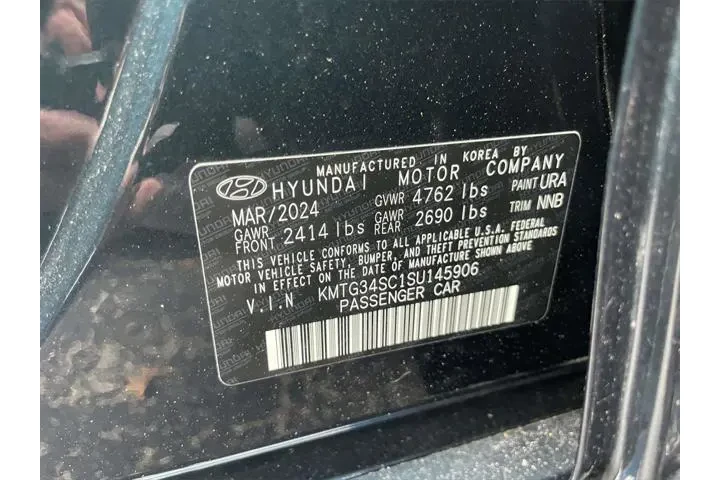 MANUFACTURED IN KOREA BY
HYUNDAI MOTOR COMPANY
MAR/2024 GVWR 4762 lbs PAINT URA
GAWR FRONT 2414 lbs GAWR REAR 2690 lbs TRIM NNB
THIS VEHICLE CONFORMS TO ALL APPLICABLE U.S.A. FEDERAL
MOTOR VEHICLE SAFETY, BUMPER, AND THEFT PREVENTION STANDARDS
IN EFFECT ON THE DATE OF MANUFACTURE SHOWN ABOVE
V.I.N KMTG34SC1SU145906
PASSENGER CAR